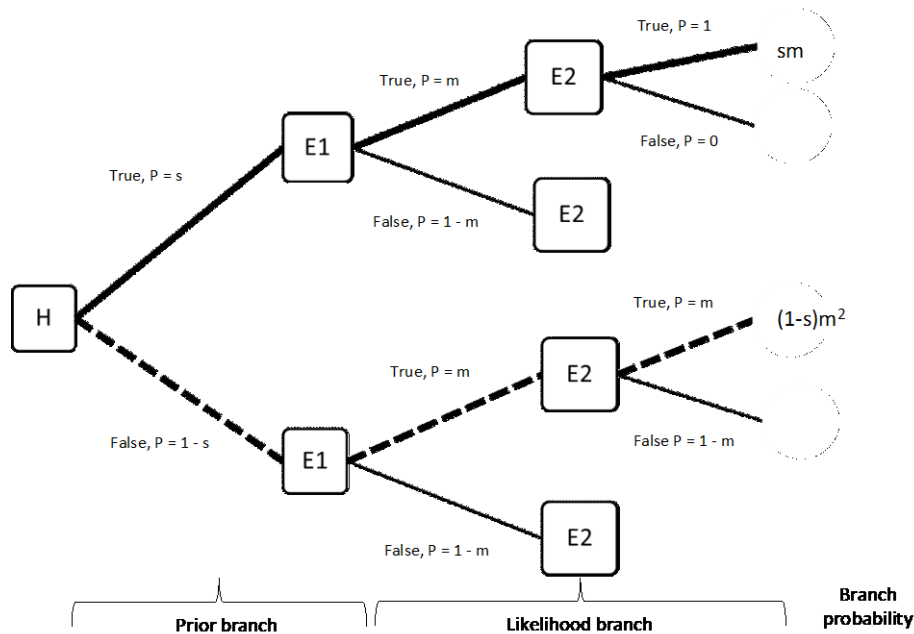 True, P = 1
sm
E2
True, P = m
False, P = 0
E1
True, P = s
E2
False, P = 1 - m
H
True, P = m
(1-s)m²
True, P = m
E2
False, P = 1 - s
False P = 1 - m
E1
E2
False, P = 1 - m
Prior branch
Likelihood branch
Branch
probability